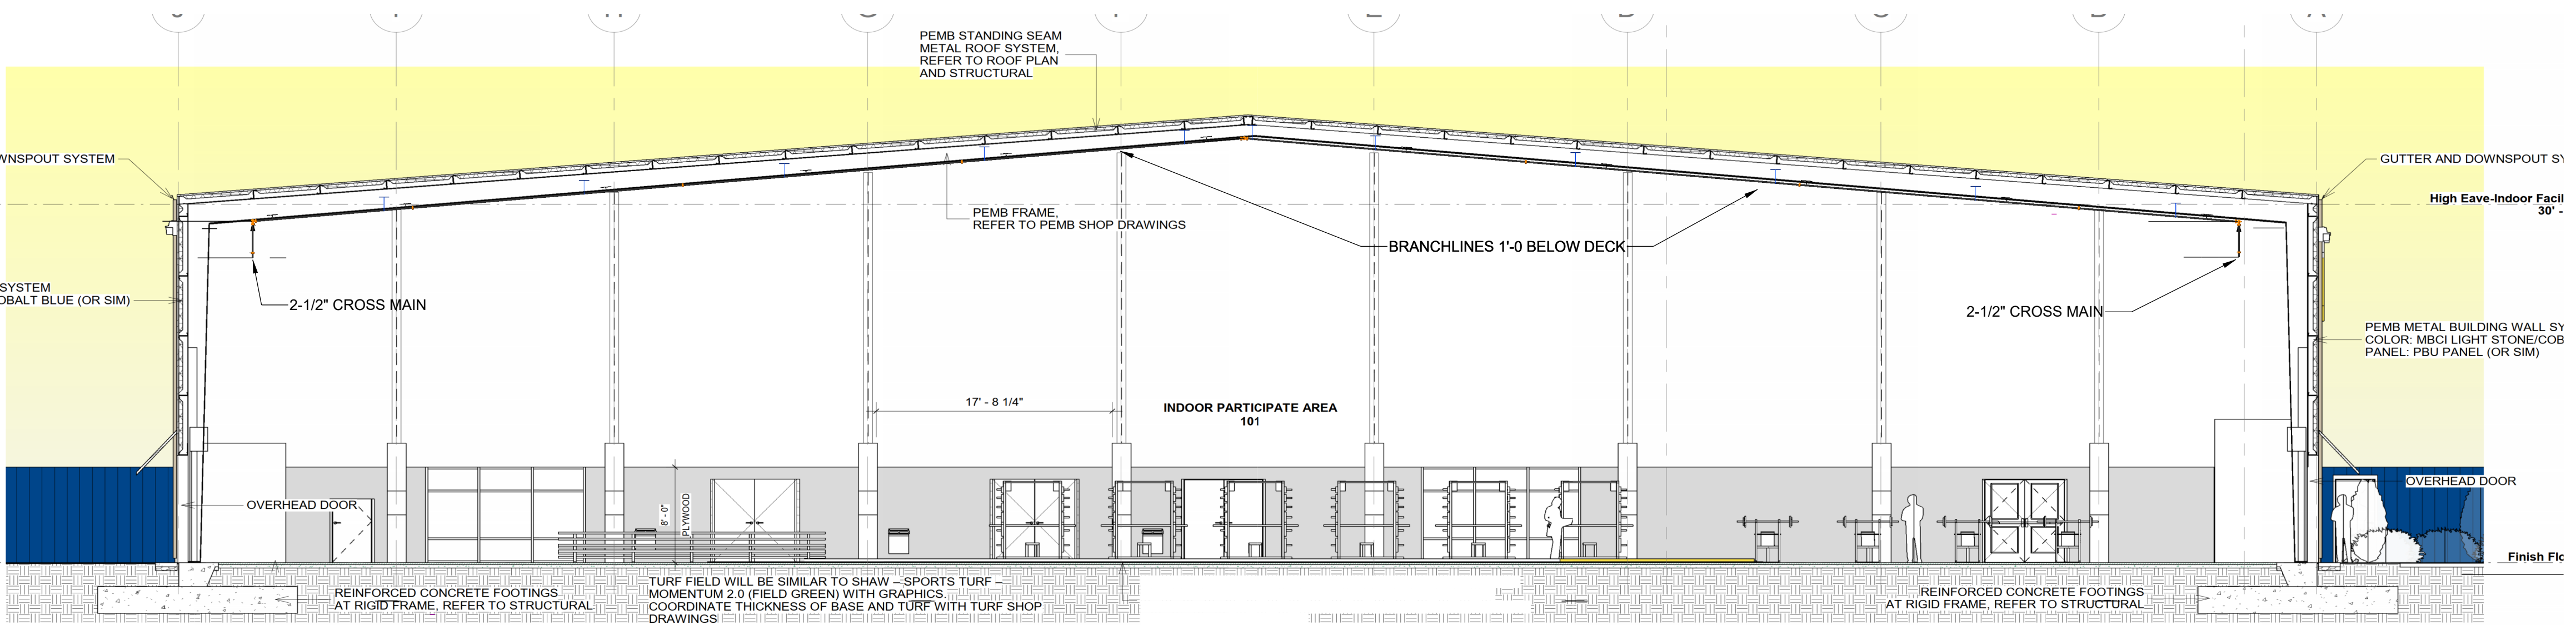 PEMB STANDING SEAM
METAL ROOF SYSTEM,
REFER TO ROOF PLAN
AND STRUCTURAL
WNSPOUT SYSTEM
GUTTER AND DOWNSPOUT SY
High Eave-Indoor Facil
30' -
PEMB FRAME,
REFER TO PEMB SHOP DRAWINGS
BRANCHLINES 1'-0 BELOW DECK
SYSTEM
OBALT BLUE (OR SIM)
2-1/2" CROSS MAIN
2-1/2" CROSS MAIN
PEMB METAL BUILDING WALL SY
COLOR: MBCI LIGHT STONE/COB
PANEL: PBU PANEL (OR SIM)
17' - 8 1/4"
INDOOR PARTICIPATE AREA
101
OVERHEAD DOOR
8' - 0"
PLYWOOD
OVERHEAD DOOR
Finish Flo
REINFORCED CONCRETE FOOTINGS
AT RIGID FRAME, REFER TO STRUCTURAL
TURF FIELD WILL BE SIMILAR TO SHAW – SPORTS TURF –
MOMENTUM 2.0 (FIELD GREEN) WITH GRAPHICS.
COORDINATE THICKNESS OF BASE AND TURF WITH TURF SHOP
DRAWINGS
REINFORCED CONCRETE FOOTINGS
AT RIGID FRAME, REFER TO STRUCTURAL